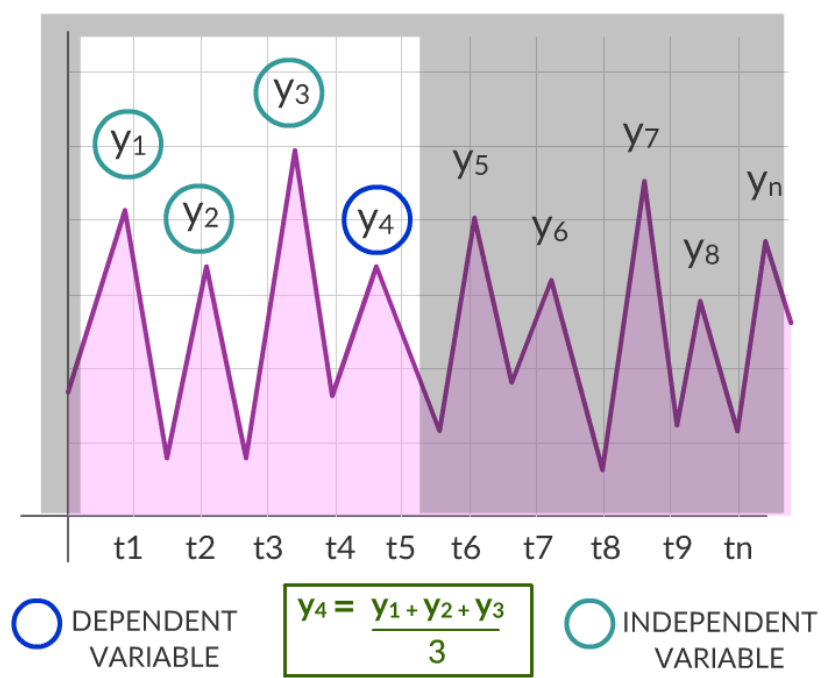 y1
y2
y3
y4
y5
y6
y7
y8
yn
t1 t2 t3 t4 t5 t6 t7 t8 t9 tn
DEPENDENT
VARIABLE
y4 = y1 + y2 + y3
3
INDEPENDENT
VARIABLE